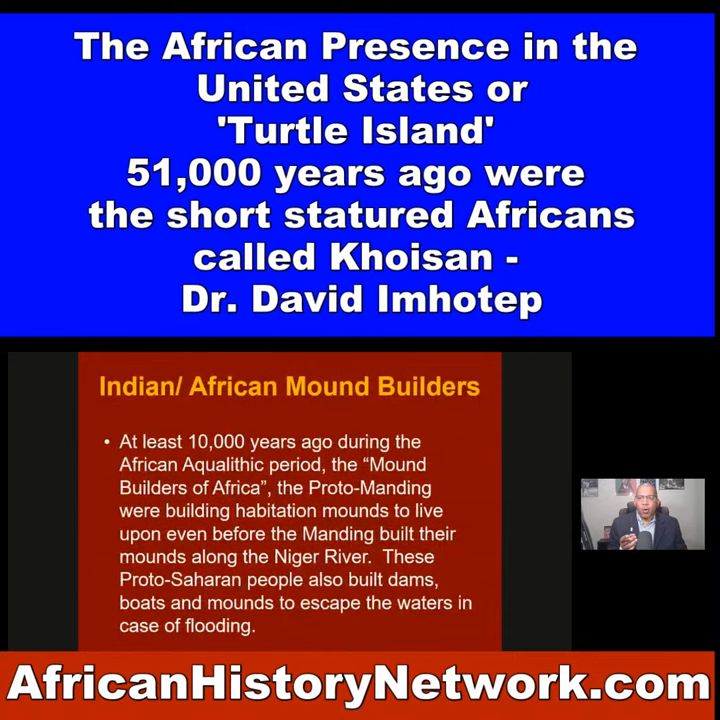 The African Presence in the
United States or
'Turtle Island'
51,000 years ago were
the short statured Africans
called Khoisan -
Dr. David Imhotep
Indian/ African Mound Builders
• At least 10,000 years ago during the
African Aqualithic period, the “Mound
Builders of Africa”, the Proto-Manding
were building habitation mounds to live
upon even before the Manding built their
mounds along the Niger River. These
Proto-Saharan people also built dams,
boats and mounds to escape the waters in
case of flooding.
AfricanHistoryNetwork.com